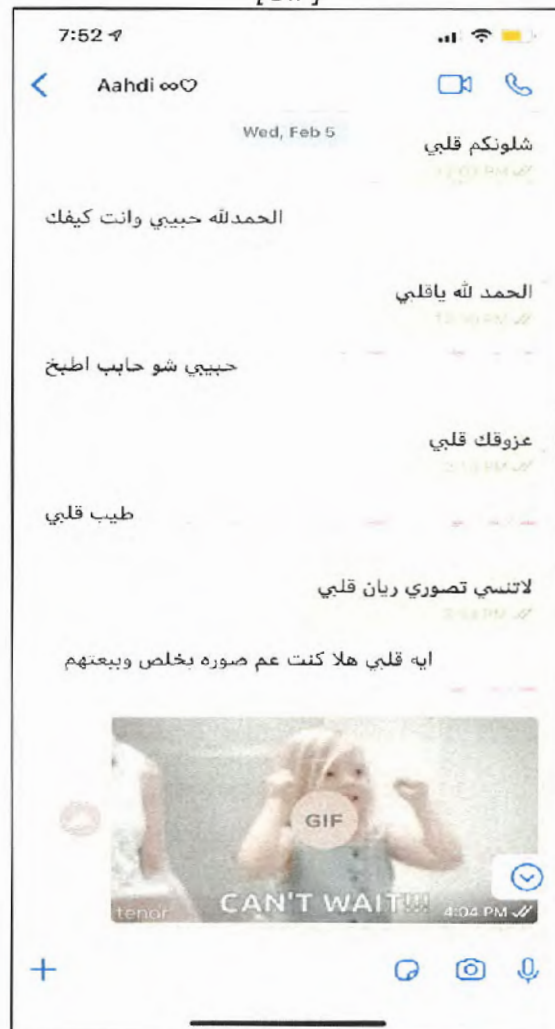 7:52
Aahdi ∞♡
Wed, Feb 5
شلونكم قلبي
الحمدلله حبيبي وانت كيفك
الحمد لله ياقلبي
حبيبي شو حابب اطبخ
عزوقك قلبي
طيب قلبي
لاتنسي تصوري ريان قلبي
ايه قلبي هلا كنت عم صوره بخلص وببعتهم
GIF
CAN'T WAIT!!!
tenor
4:04 PM